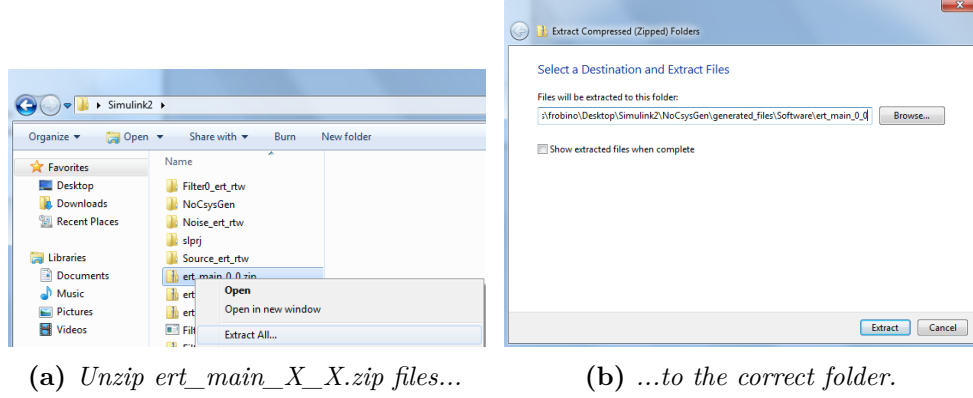 Simulink2
Organize Open Share with Burn New folder
Favorites
Desktop
Downloads
Recent Places
Libraries
Documents
Music
Pictures
Videos
Name
Filter0_ert_rtw
NoCsysGen
Noise_ert_rtw
slprj
Source_ert_rtw
ert_main_0_0.zip
ert
ert
Filt
Open
Open in new window
Extract All...
(a) Unzip ert_main_X_X.zip files...
Extract Compressed (Zipped) Folders
Select a Destination and Extract Files
Files will be extracted to this folder:
s\frobino\Desktop\Simulink2\NoCsysGen\generated_files\Software\ert_main_0_0
Browse...
Show extracted files when complete
Extract Cancel
(b) ...to the correct folder.